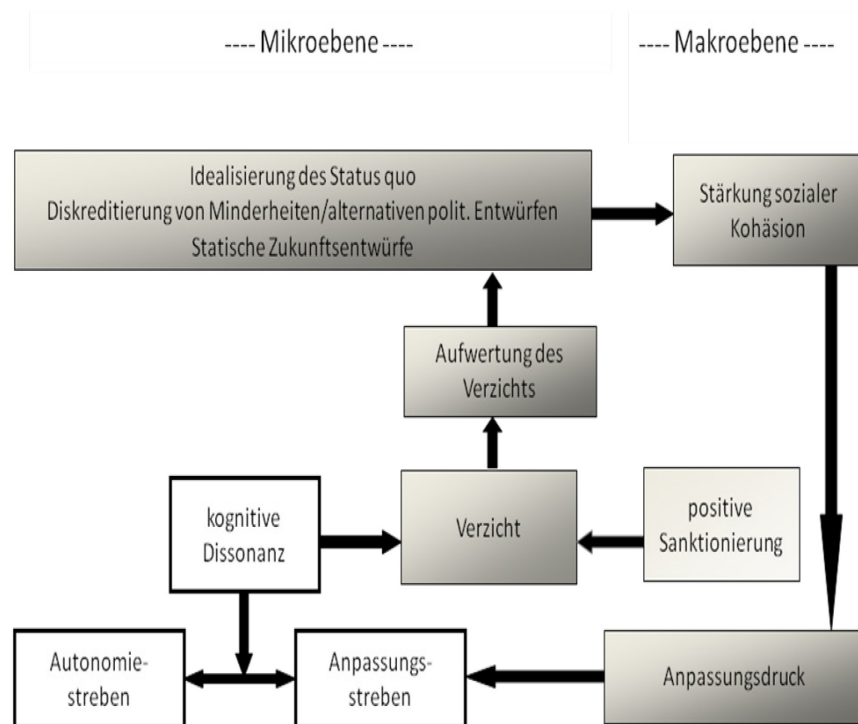 ---- Mikroebene ----
---- Makroebene ----
Idealisierung des Status quo
Diskreditierung von Minderheiten/alternativen polit. Entwürfen
Statische Zukunftsentwürfe
Stärkung sozialer
Kohäsion
Aufwertung des
Verzichts
kognitive
Dissonanz
Verzicht
positive
Sanktionierung
Autonomie-
streben
Anpassungs-
streben
Anpassungsdruck